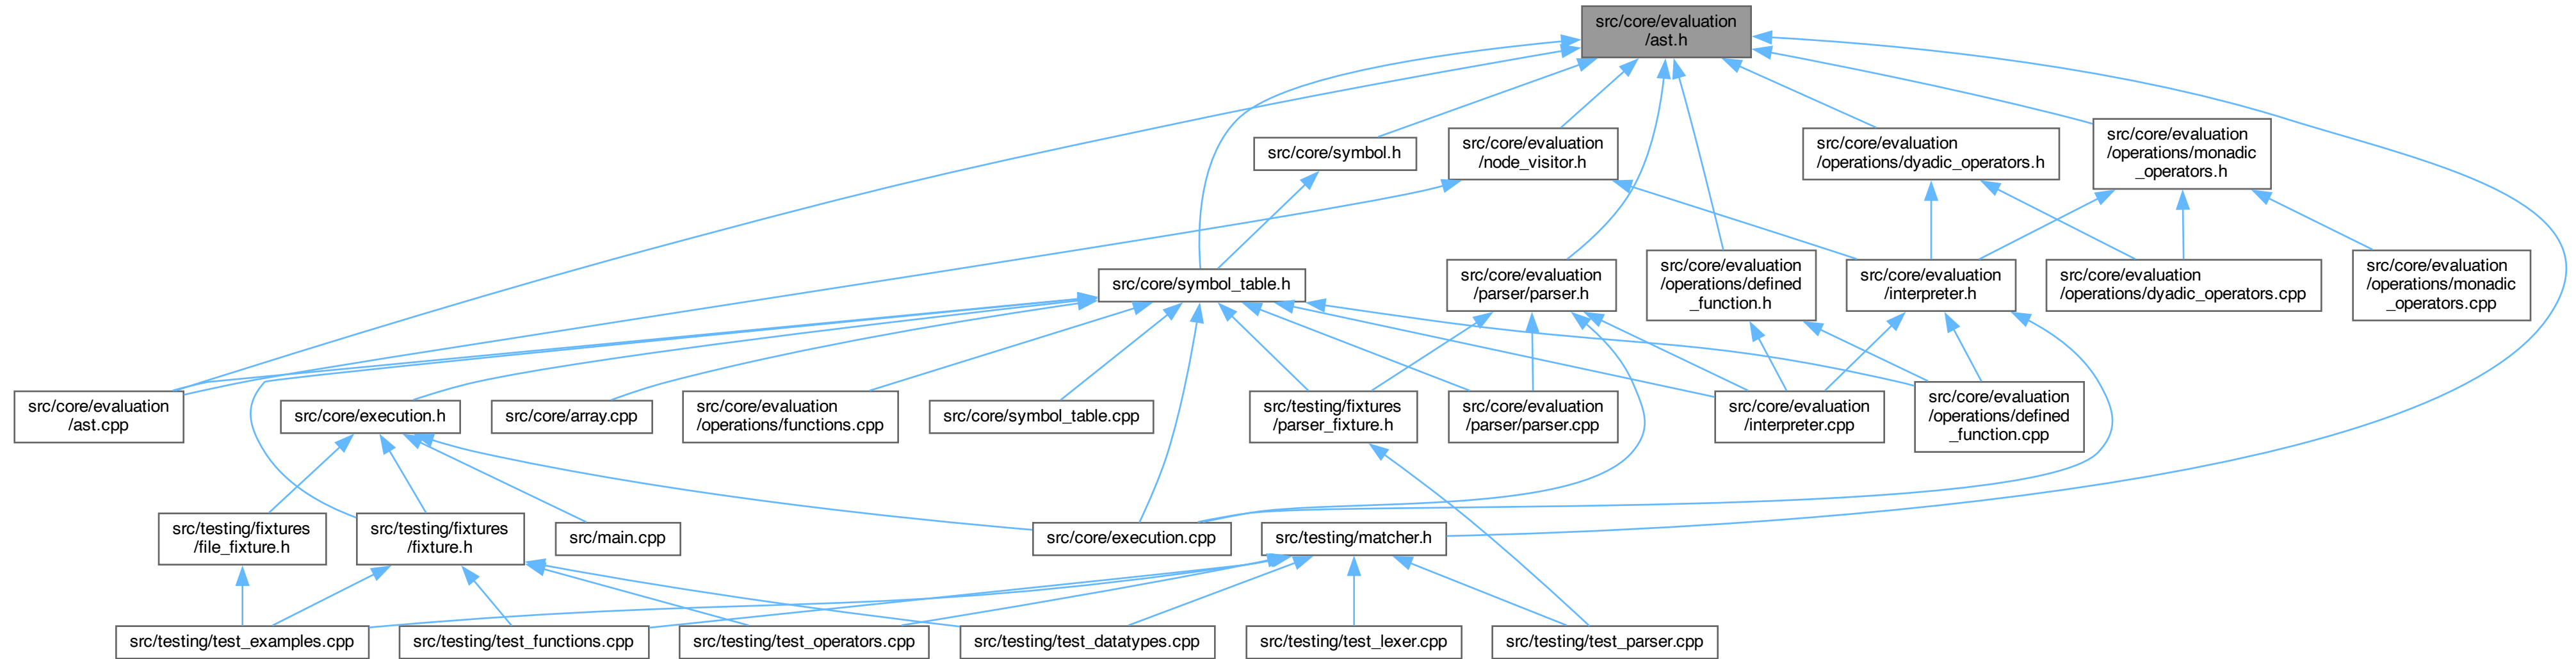 src/core/evaluation
/ast.h
src/core/symbol.h
src/core/evaluation
/node_visitor.h
src/core/evaluation
/operations/dyadic_operators.h
src/core/evaluation
/operations/monadic
_operators.h
src/core/symbol_table.h
src/core/evaluation
/parser/parser.h
src/core/evaluation
/operations/defined
_function.h
src/core/evaluation
/interpreter.h
src/core/evaluation
/operations/dyadic_operators.cpp
src/core/evaluation
/operations/monadic
_operators.cpp
src/core/evaluation
/ast.cpp
src/core/execution.h
src/core/array.cpp
src/core/evaluation
/operations/functions.cpp
src/core/symbol_table.cpp
src/testing/fixtures
/parser_fixture.h
src/core/evaluation
/parser/parser.cpp
src/core/evaluation
/interpreter.cpp
src/core/evaluation
/operations/defined
_function.cpp
src/testing/fixtures
/file_fixture.h
src/testing/fixtures
/fixture.h
src/main.cpp
src/core/execution.cpp
src/testing/matcher.h
src/testing/test_examples.cpp
src/testing/test_functions.cpp
src/testing/test_operators.cpp
src/testing/test_datatypes.cpp
src/testing/test_lexer.cpp
src/testing/test_parser.cpp